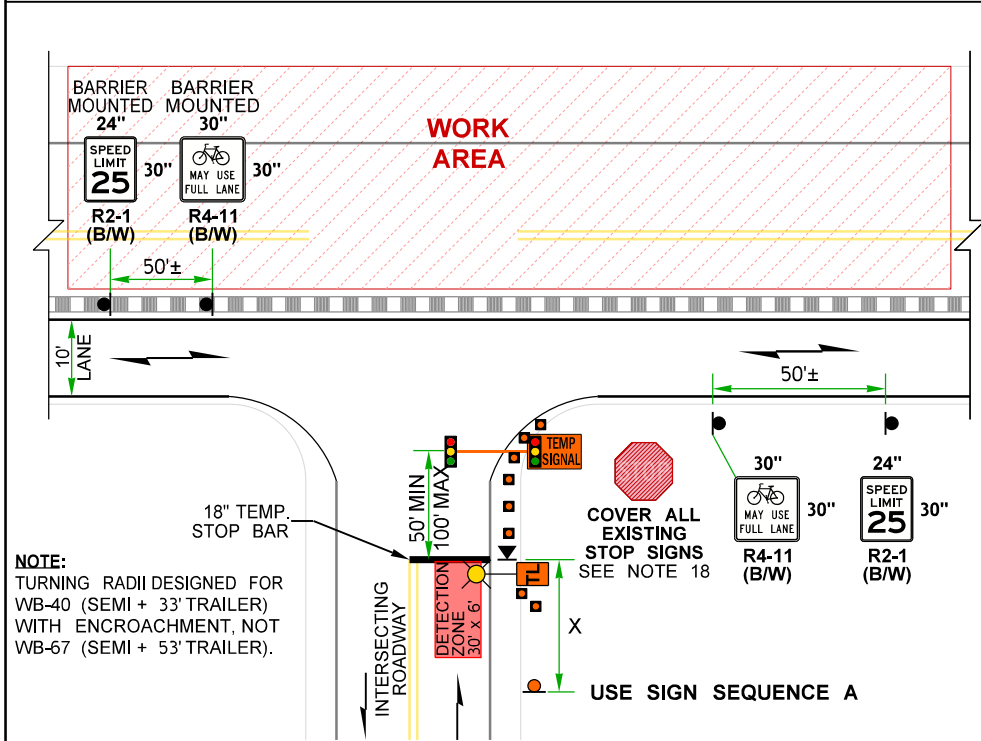 BARRIER
MOUNTED
24"
SPEED
LIMIT
25
30"
R2-1
(B/W)
BARRIER
MOUNTED
30"
MAY USE
FULL LANE
30"
R4-11
(B/W)
WORK
AREA
50'±
10'
LANE
50'±
TEMP
SIGNAL
STOP
COVER ALL
EXISTING
STOP SIGNS
SEE NOTE 18
30"
MAY USE
FULL LANE
30"
R4-11
(B/W)
24"
SPEED
LIMIT
25
30"
R2-1
(B/W)
50' MIN
100' MAX
18" TEMP.
STOP BAR
TL
DETECTION
ZONE
30' x 6'
X
INTERSECTING
ROADWAY
USE SIGN SEQUENCE A
NOTE:
TURNING RADII DESIGNED FOR
WB-40 (SEMI + 33' TRAILER)
WITH ENCROACHMENT, NOT
WB-67 (SEMI + 53' TRAILER).